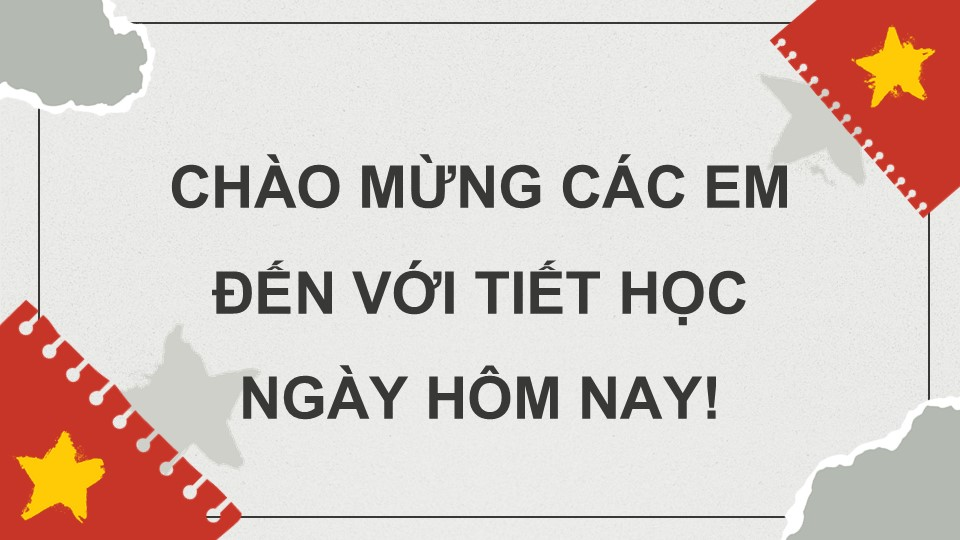 CHÀO MỪNG CÁC EM
ĐẾN VỚI TIẾT HỌC
NGÀY HÔM NAY!